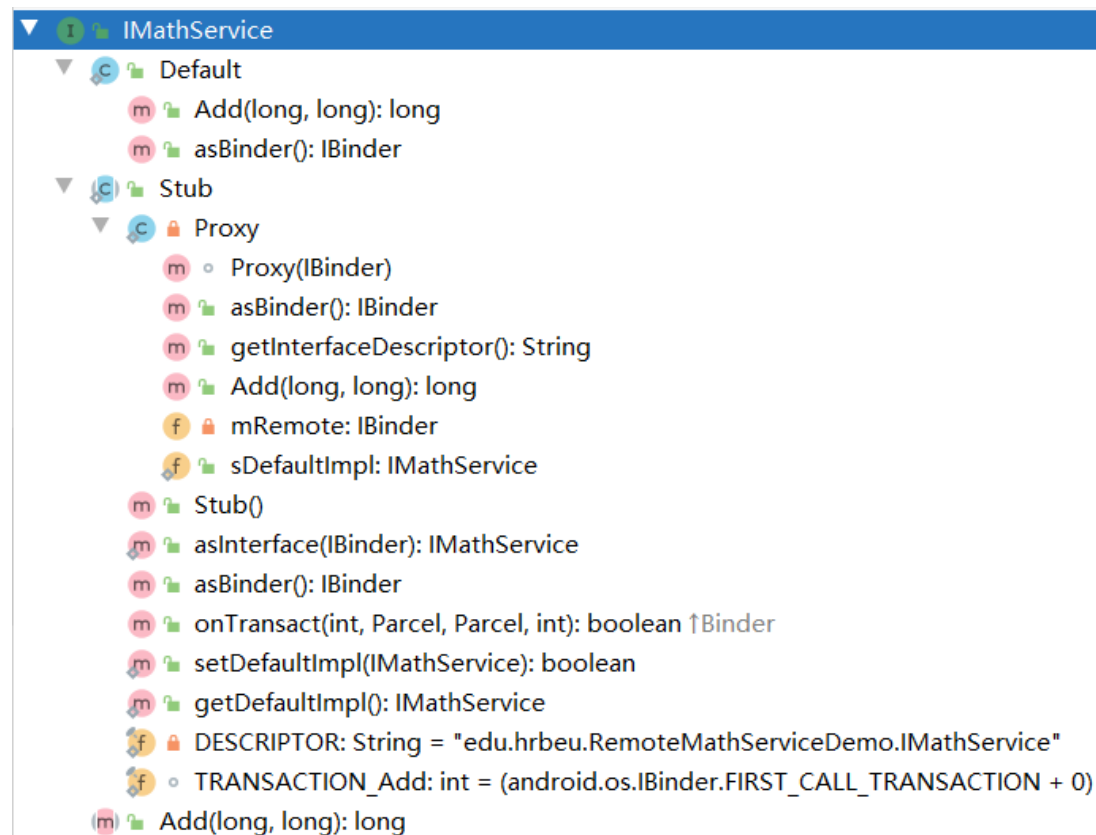 IMathService
Default
Add(long, long): long
asBinder(): IBinder
Stub
Proxy
Proxy(IBinder)
asBinder(): IBinder
getInterfaceDescriptor(): String
Add(long, long): long
mRemote: IBinder
sDefaultImpl: IMathService
Stub()
asInterface(IBinder): IMathService
asBinder(): IBinder
onTransact(int, Parcel, Parcel, int): boolean ↑Binder
setDefaultImpl(IMathService): boolean
getDefaultImpl(): IMathService
DESCRIPTOR: String = "edu.hrbeu.RemoteMathServiceDemo.IMathService"
TRANSACTION_Add: int = (android.os.IBinder.FIRST_CALL_TRANSACTION + 0)
Add(long, long): long